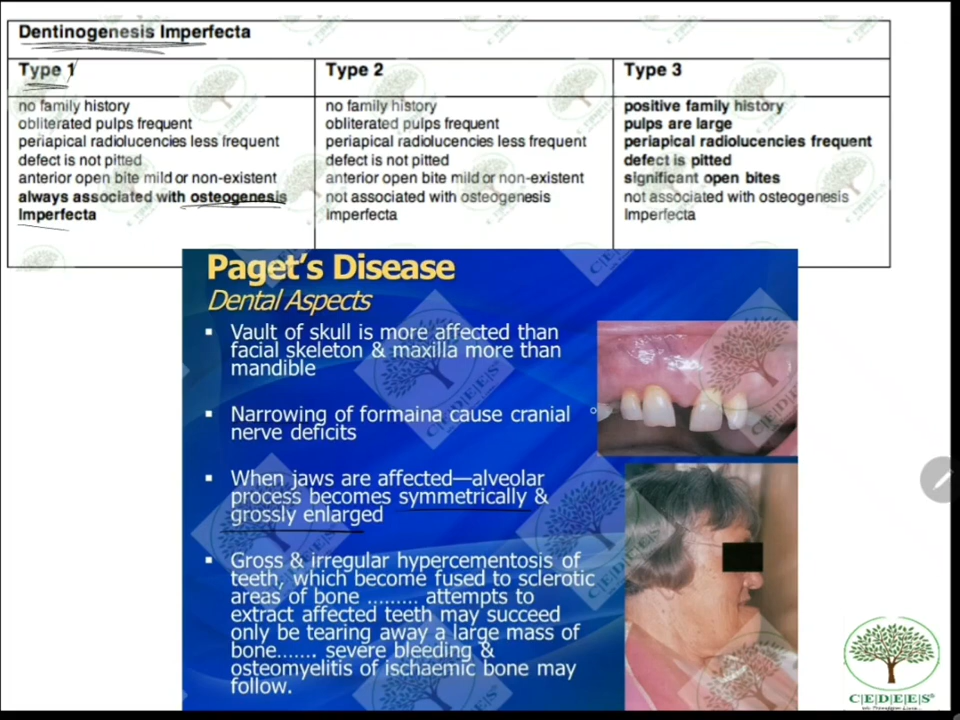 Dentinogenesis Imperfecta
Type 1
no family history
obliterated pulps frequent
periapical radiolucencies less frequent
defect is not pitted
anterior open bite mild or non-existent
always associated with osteogenesis
Imperfecta
Type 2
no family history
obliterated pulps frequent
periapical radiolucencies less frequent
defect is not pitted
anterior open bite mild or non-existent
not associated with osteogenesis
Imperfecta
Type 3
positive family history
pulps are large
periapical radiolucencies frequent
defect is pitted
significant open bites
not associated with osteogenesis
Imperfecta
Paget's Disease
Dental Aspects
▪ Vault of skull is more affected than
facial skeleton & maxilla more than
mandible
▪ Narrowing of formaina cause cranial
nerve deficits
▪ When jaws are affected—alveolar
process becomes symmetrically &
grossly enlarged
▪ Gross & irregular hypercementosis of
teeth, which become fused to sclerotic
areas of bone ......... attempts to
extract affected teeth may succeed
only be tearing away a large mass of
bone....... severe bleeding &
osteomyelitis of ischaemic bone may
follow.
C|E|D|E|E|S®